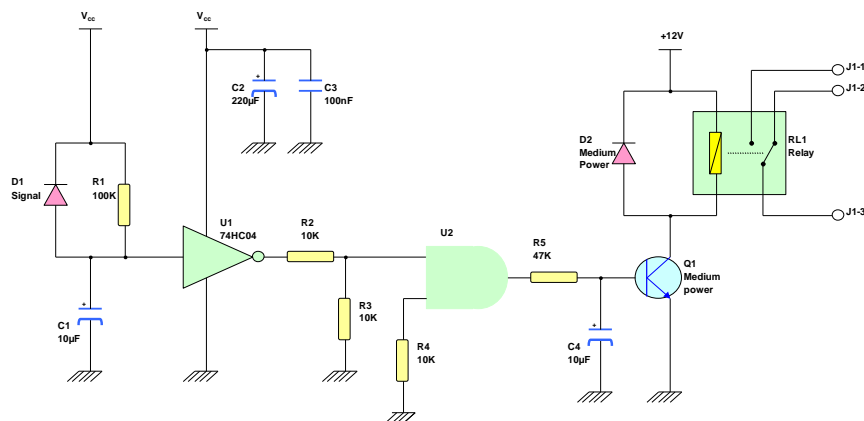 Vcc
Vcc
+12V
J1-1
J1-2
C2
220µF
C3
100nF
D2
Medium
Power
RL1
Relay
D1
Signal
R1
100K
U1
74HC04
R2
10K
U2
R5
47K
J1-3
Q1
Medium
power
C1
10µF
R3
10K
R4
10K
C4
10µF
+
+
+